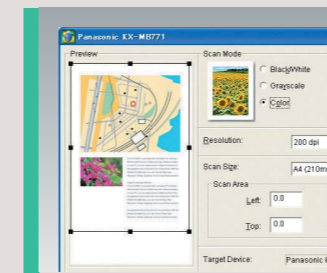 Panasonic KX-MB771
Preview
Scan Mode
Black/White
Grayscale
Color
Resolution:
200 dpi
Scan Size:
A4 (210m
Scan Area
Left:
0.0
Top:
0.0
Target Device:
Panasonic